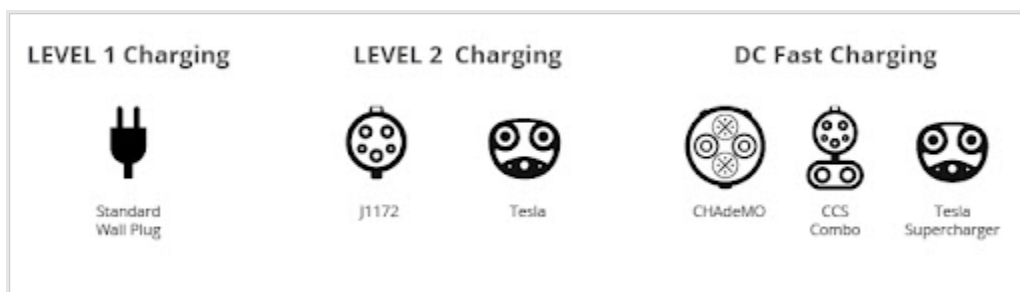 LEVEL 1 Charging
LEVEL 2 Charging
DC Fast Charging
Standard
Wall Plug
J1172
Tesla
CHAdeMO
CCS
Combo
Tesla
Supercharger